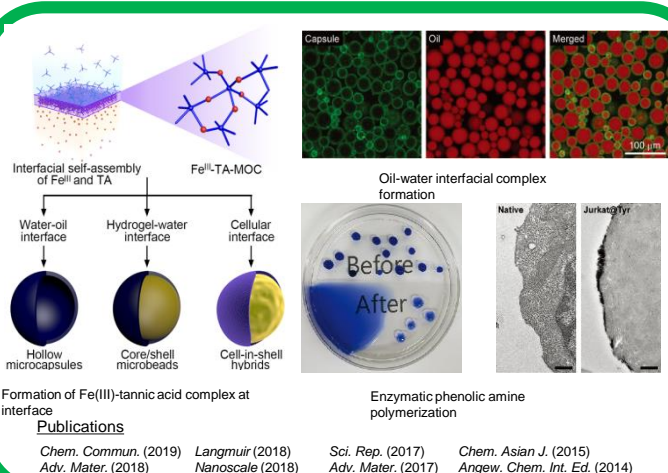 Capsule
Oil
Merged
100 µm
Interfacial self-assembly
of Feᴵᴵᴵ and TA
Feᴵᴵᴵ-TA-MOC
Oil-water interfacial complex
formation
Water-oil
interface
Hydrogel-water
interface
Cellular
interface
Hollow
microcapsules
Core/shell
microbeads
Cell-in-shell
hybrids
Before
After
Native
Jurkat@Tyr
Formation of Fe(III)-tannic acid complex at
interface
Enzymatic phenolic amine
polymerization
Publications
Chem. Commun. (2019) Langmuir (2018) Sci. Rep. (2017) Chem. Asian J. (2015)
Adv. Mater. (2018) Nanoscale (2018) Adv. Mater. (2017) Angew. Chem. Int. Ed. (2014)